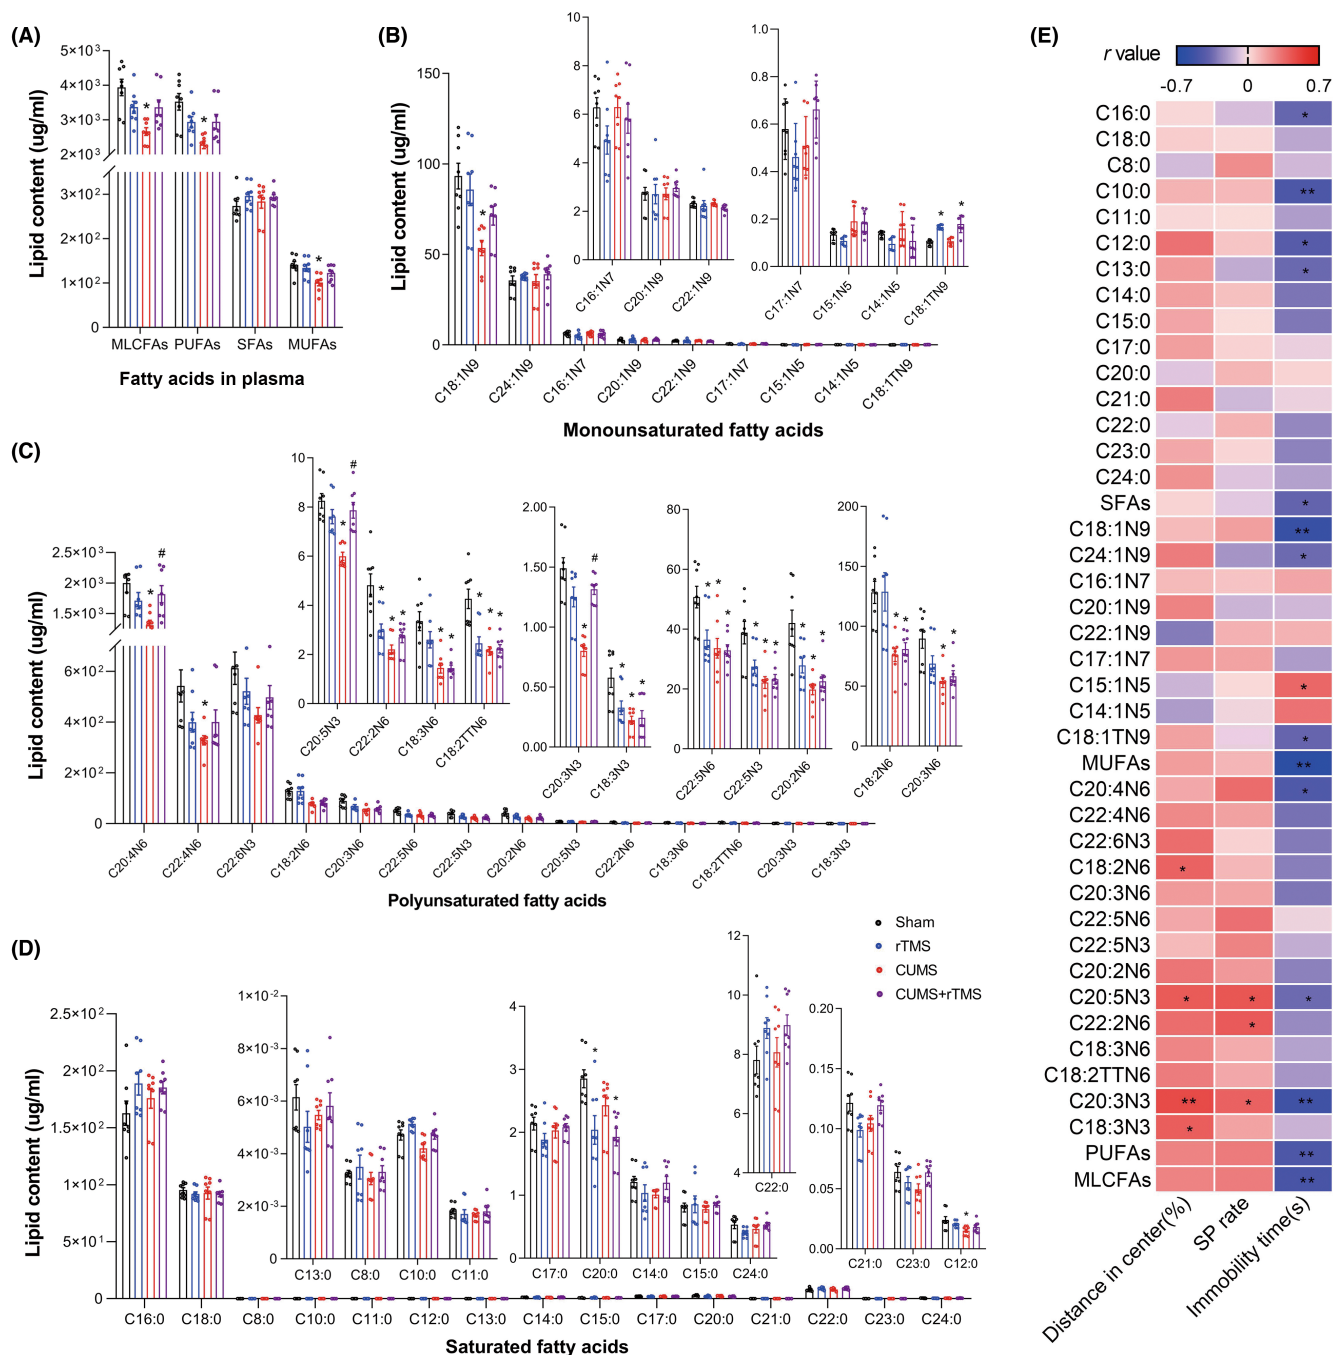 (A)
5×10³
4×10³
3×10³
2×10³
3×10²
2×10²
1×10²
0
Lipid content (ug/ml)
* * *
MLCFAs PUFAs SFAs MUFAs
Fatty acids in plasma
(B)
150
100
50
0
Lipid content (ug/ml)
*
10
8
6
4
2
0
C16:1N7 C20:1N9 C22:1N9
1.0
0.8
0.6
0.4
0.2
0.0
* *
C17:1N7 C15:1N5 C14:1N5 C18:1TN9
C18:1N9 C24:1N9 C16:1N7 C20:1N9 C22:1N9 C17:1N7 C15:1N5 C14:1N5 C18:1TN9
Monounsaturated fatty acids
(C)
2.5×10³
1.9×10³
1.3×10³
6×10²
4×10²
2×10²
0
Lipid content (ug/ml)
* # *
10
8
6
4
2
0
* # * * * * * * * *
C20:5N3 C22:2N6 C18:3N6 C18:2TTN6
2.00
1.50
1.00
0.50
0.00
* # * * *
C20:3N3 C18:3N3
80
60
40
20
0
* * * * * * * * *
C22:5N6 C22:5N3 C20:2N6
200
150
100
50
0
* * * *
C18:2N6 C20:3N6
C20:4N6 C22:4N6 C22:6N3 C18:2N6 C20:3N6 C22:5N6 C22:5N3 C20:2N6 C20:5N3 C22:2N6 C18:3N6 C18:2TTN6 C20:3N3 C18:3N3
Polyunsaturated fatty acids
(D)
Sham
rTMS
CUMS
CUMS+rTMS
2.5×10²
2×10²
1.5×10²
1×10²
5×10¹
0
Lipid content (ug/ml)
1×10⁻²
8×10⁻³
6×10⁻³
4×10⁻³
2×10⁻³
0
C13:0 C8:0 C10:0 C11:0
4
3
2
1
0
* *
C17:0 C20:0 C14:0 C15:0 C24:0
12
10
8
6
4
C22:0
0.20
0.15
0.10
0.05
0.00
*
C21:0 C23:0 C12:0
C16:0 C18:0 C8:0 C10:0 C11:0 C12:0 C13:0 C14:0 C15:0 C17:0 C20:0 C21:0 C22:0 C23:0 C24:0
Saturated fatty acids
(E)
r value
-0.7 0 0.7
C16:0 *
C18:0
C8:0
C10:0 **
C11:0
C12:0 *
C13:0 *
C14:0
C15:0
C17:0
C20:0
C21:0
C22:0
C23:0
C24:0
SFAs *
C18:1N9 **
C24:1N9 *
C16:1N7
C20:1N9
C22:1N9
C17:1N7
C15:1N5 *
C14:1N5
C18:1TN9 *
MUFAs **
C20:4N6 *
C22:4N6
C22:6N3
C18:2N6 *
C20:3N6
C22:5N6
C22:5N3
C20:2N6
C20:5N3 * * *
C22:2N6 *
C18:3N6
C18:2TTN6
C20:3N3 ** * **
C18:3N3 *
PUFAs **
MLCFAs **
Distance in center(%)
SP rate
Immobility time(s)